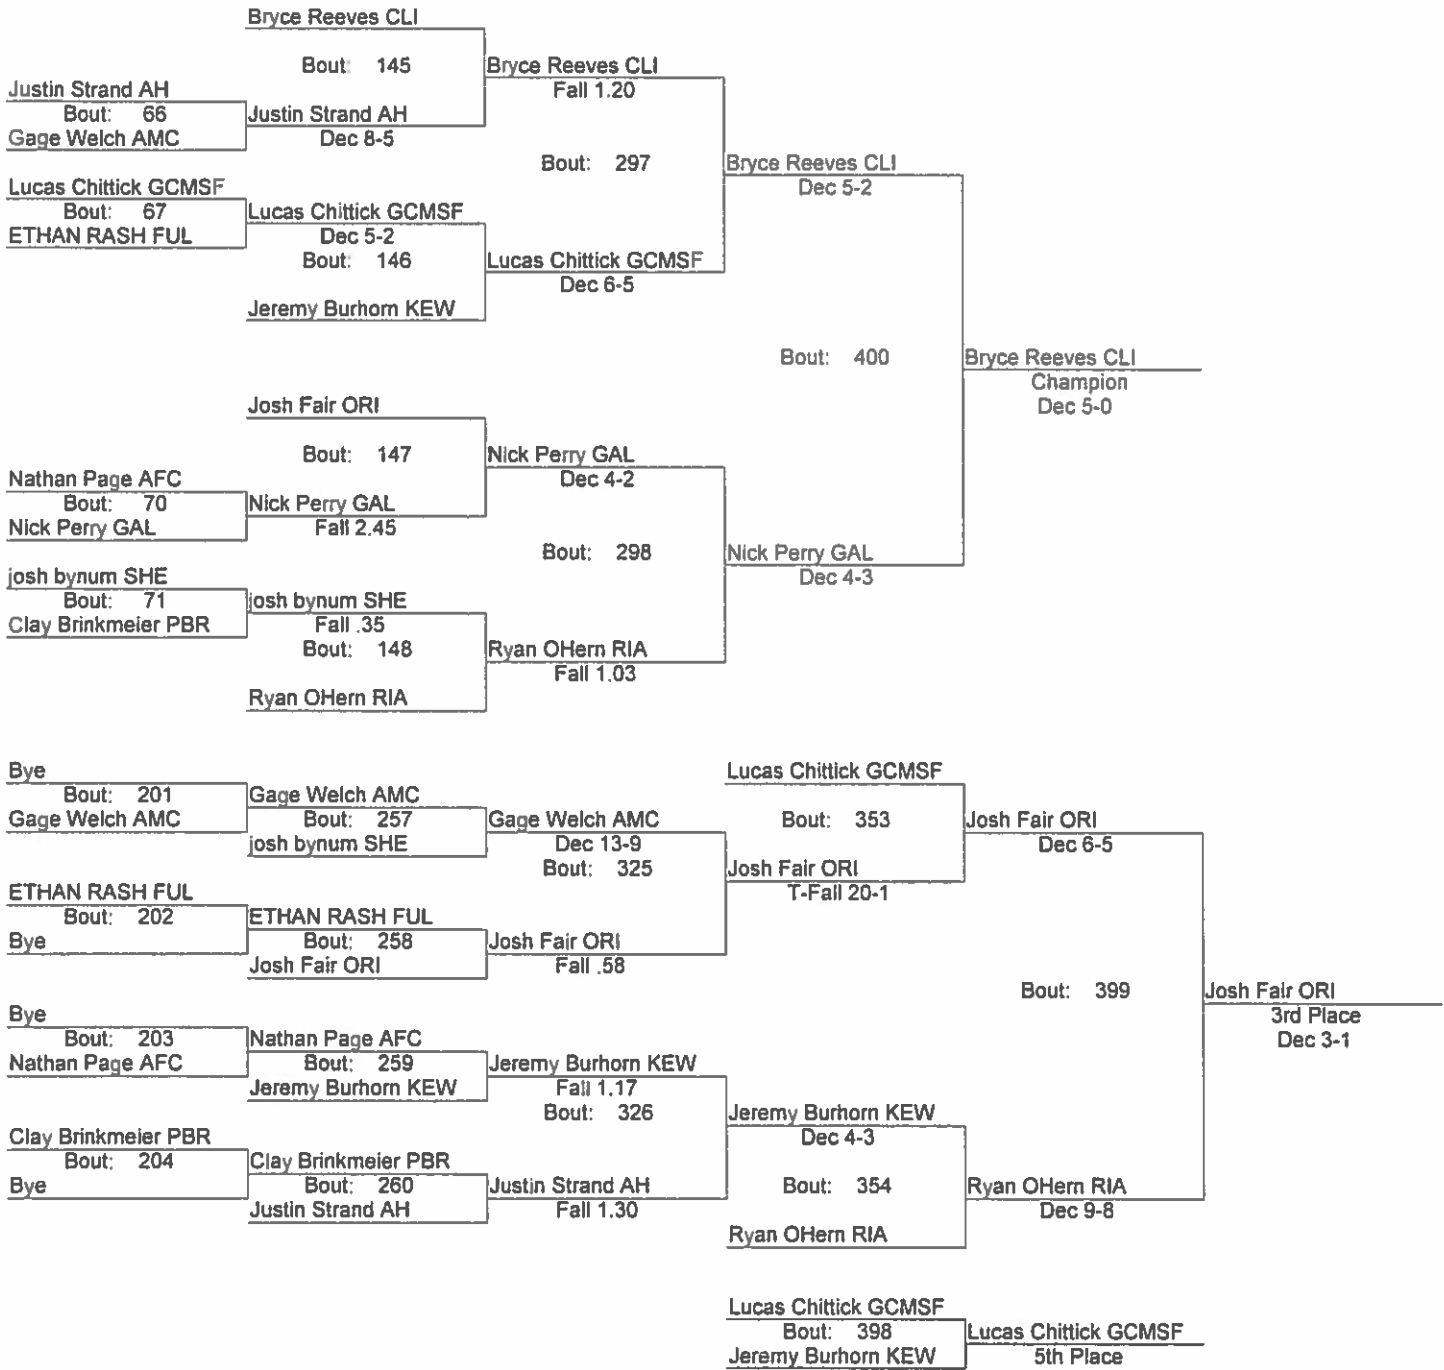 Bryce Reeves CLI
Bout: 145
Bryce Reeves CLI
Fall 1.20
Justin Strand AH
Bout: 66
Gage Welch AMC
Justin Strand AH
Dec 8-5
Bout: 297
Bryce Reeves CLI
Dec 5-2
Lucas Chittick GCMSF
Bout: 67
ETHAN RASH FUL
Lucas Chittick GCMSF
Dec 5-2
Bout: 146
Lucas Chittick GCMSF
Dec 6-5
Jeremy Burhorn KEW
Bout: 400
Bryce Reeves CLI
Champion
Dec 5-0
Josh Fair ORI
Bout: 147
Nick Perry GAL
Dec 4-2
Nathan Page AFC
Bout: 70
Nick Perry GAL
Nick Perry GAL
Fall 2.45
Bout: 298
Nick Perry GAL
Dec 4-3
josh bynum SHE
Bout: 71
Clay Brinkmeier PBR
josh bynum SHE
Fall .35
Bout: 148
Ryan OHern RIA
Fall 1.03
Ryan OHern RIA
Bye
Bout: 201
Gage Welch AMC
Gage Welch AMC
Bout: 257
josh bynum SHE
Gage Welch AMC
Dec 13-9
Bout: 325
Lucas Chittick GCMSF
Bout: 353
Josh Fair ORI
Dec 6-5
Josh Fair ORI
T-Fall 20-1
ETHAN RASH FUL
Bout: 202
Bye
ETHAN RASH FUL
Bout: 258
Josh Fair ORI
Josh Fair ORI
Fall .58
Bout: 399
Josh Fair ORI
3rd Place
Dec 3-1
Bye
Bout: 203
Nathan Page AFC
Nathan Page AFC
Bout: 259
Jeremy Burhorn KEW
Jeremy Burhorn KEW
Fall 1.17
Bout: 326
Jeremy Burhorn KEW
Dec 4-3
Clay Brinkmeier PBR
Bout: 204
Bye
Clay Brinkmeier PBR
Bout: 260
Justin Strand AH
Justin Strand AH
Fall 1.30
Bout: 354
Ryan OHern RIA
Dec 9-8
Ryan OHern RIA
Lucas Chittick GCMSF
Bout: 398
Jeremy Burhorn KEW
Lucas Chittick GCMSF
5th Place